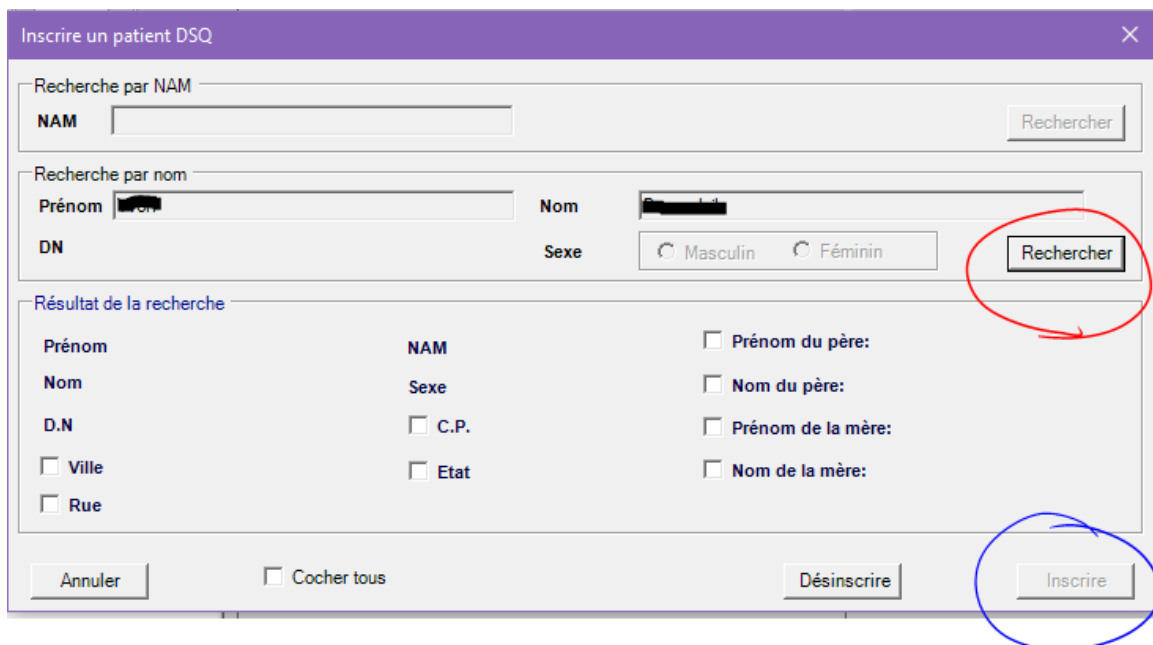 Inscrire un patient DSQ
Recherche par NAM
NAM
Rechercher
Recherche par nom
Prénom
Nom
DN
Sexe
Masculin
Féminin
Rechercher
Résultat de la recherche
Prénom
NAM
Prénom du père:
Nom
Sexe
Nom du père:
D.N
C.P.
Prénom de la mère:
Ville
Etat
Nom de la mère:
Rue
Annuler
Cocher tous
Désinscrire
Inscrire